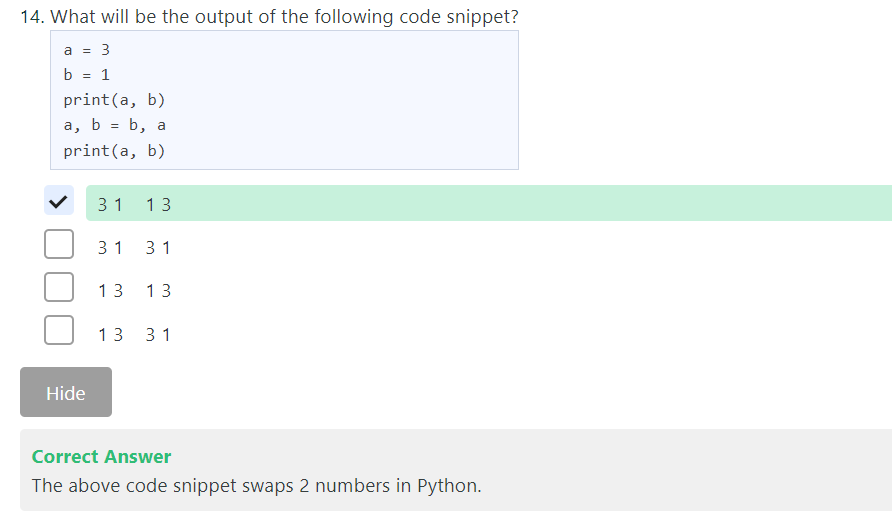 14. What will be the output of the following code snippet?
a = 3
b = 1
print(a, b)
a, b = b, a
print(a, b)
3 1 1 3
3 1 3 1
1 3 1 3
1 3 3 1
Hide
Correct Answer
The above code snippet swaps 2 numbers in Python.